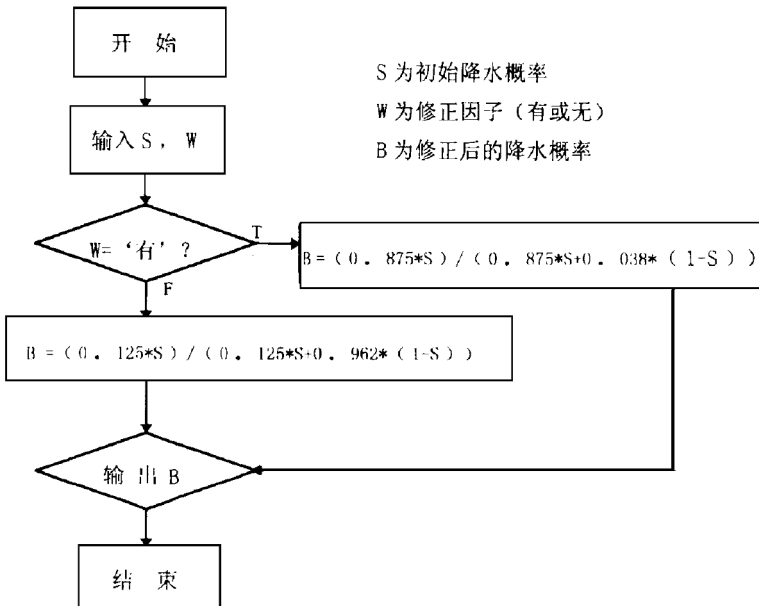 开 始
S 为初始降水概率
W 为修正因子（有或无）
B 为修正后的降水概率
输入 S， W
W=‘有’?
T
B=（0．875*S）/（0．875*S+0．038*（1-S））
F
B =（0．125*S）/（0．125*S+0．962*（1-S））
输 出 B
结 束